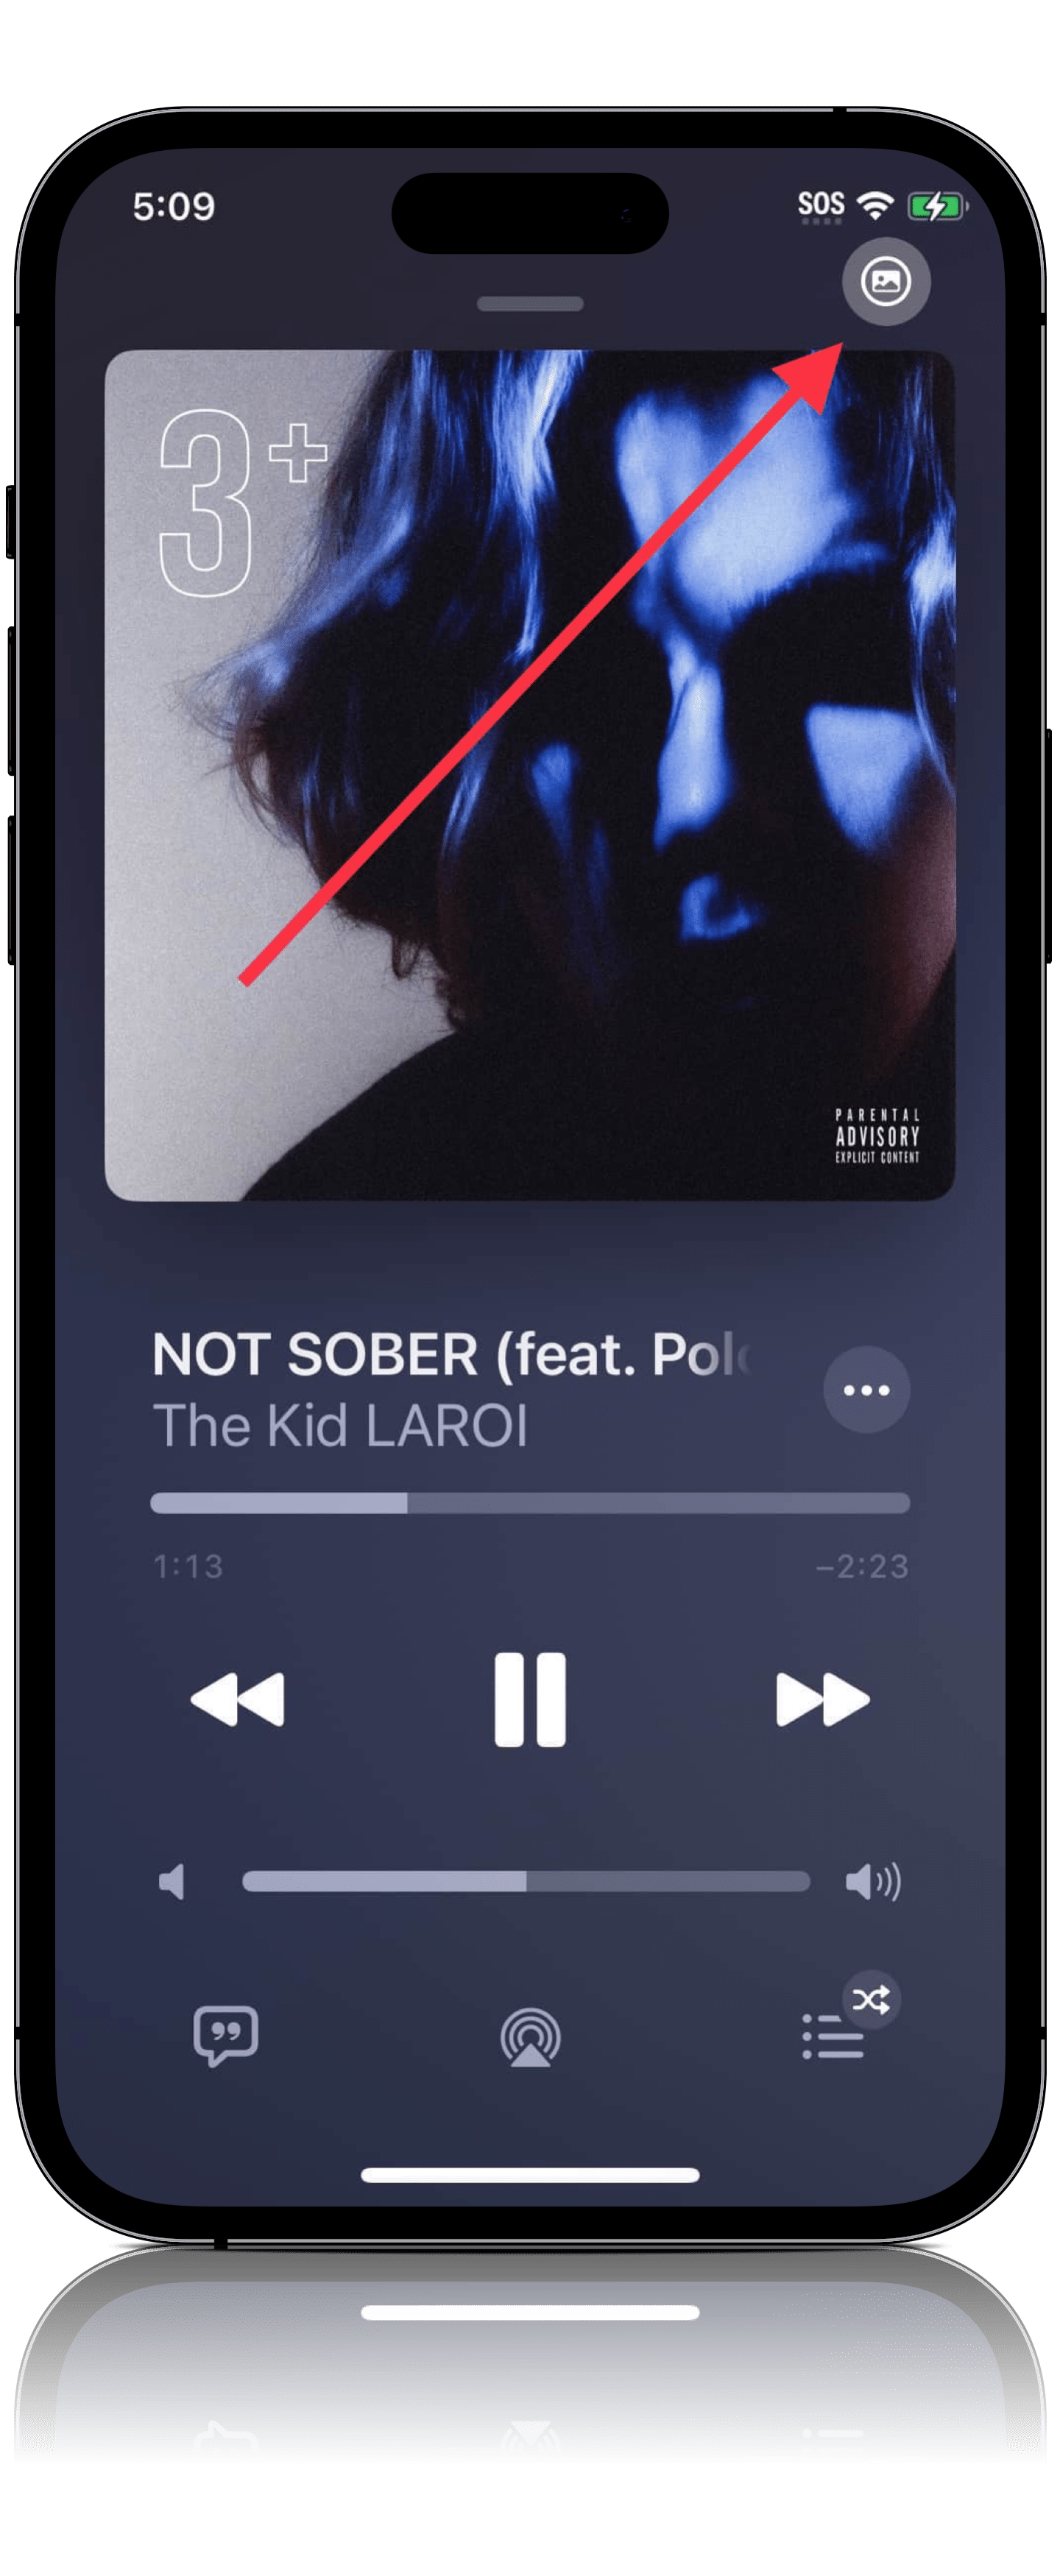 5:09
SOS
3+
PARENTAL
ADVISORY
EXPLICIT CONTENT
NOT SOBER (feat. Pol
The Kid LAROI
1:13
−2:23